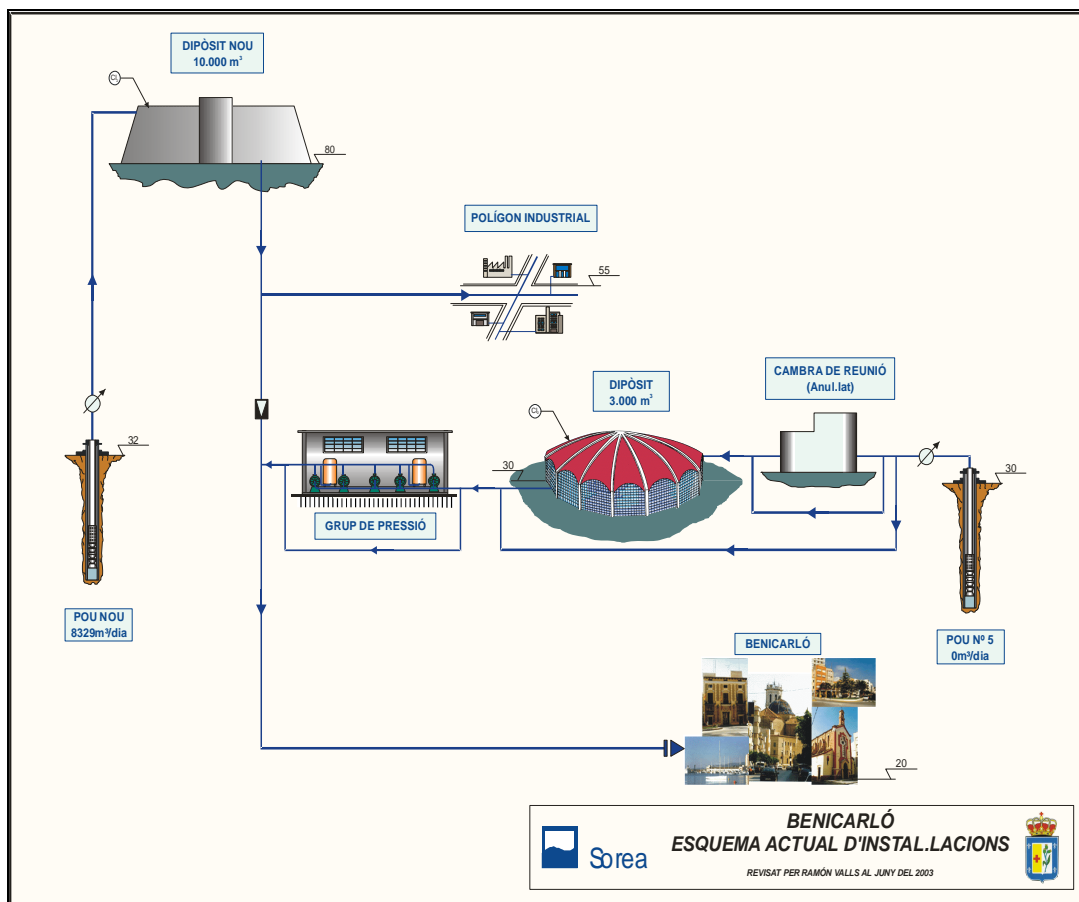 DIPÒSIT NOU
10.000 m³
CL
80
POLÍGON INDUSTRIAL
55
CAMBRA DE REUNIÓ
(Anul.lat)
DIPÒSIT
3.000 m³
CL
32
30
30
GRUP DE PRESSIÓ
POU NOU
8329m³/dia
POU Nº 5
0m³/dia
BENICARLÓ
20
Sorea
BENICARLÓ
ESQUEMA ACTUAL D'INSTAL.LACIONS
REVISAT PER RAMÓN VALLS AL JUNY DEL 2003